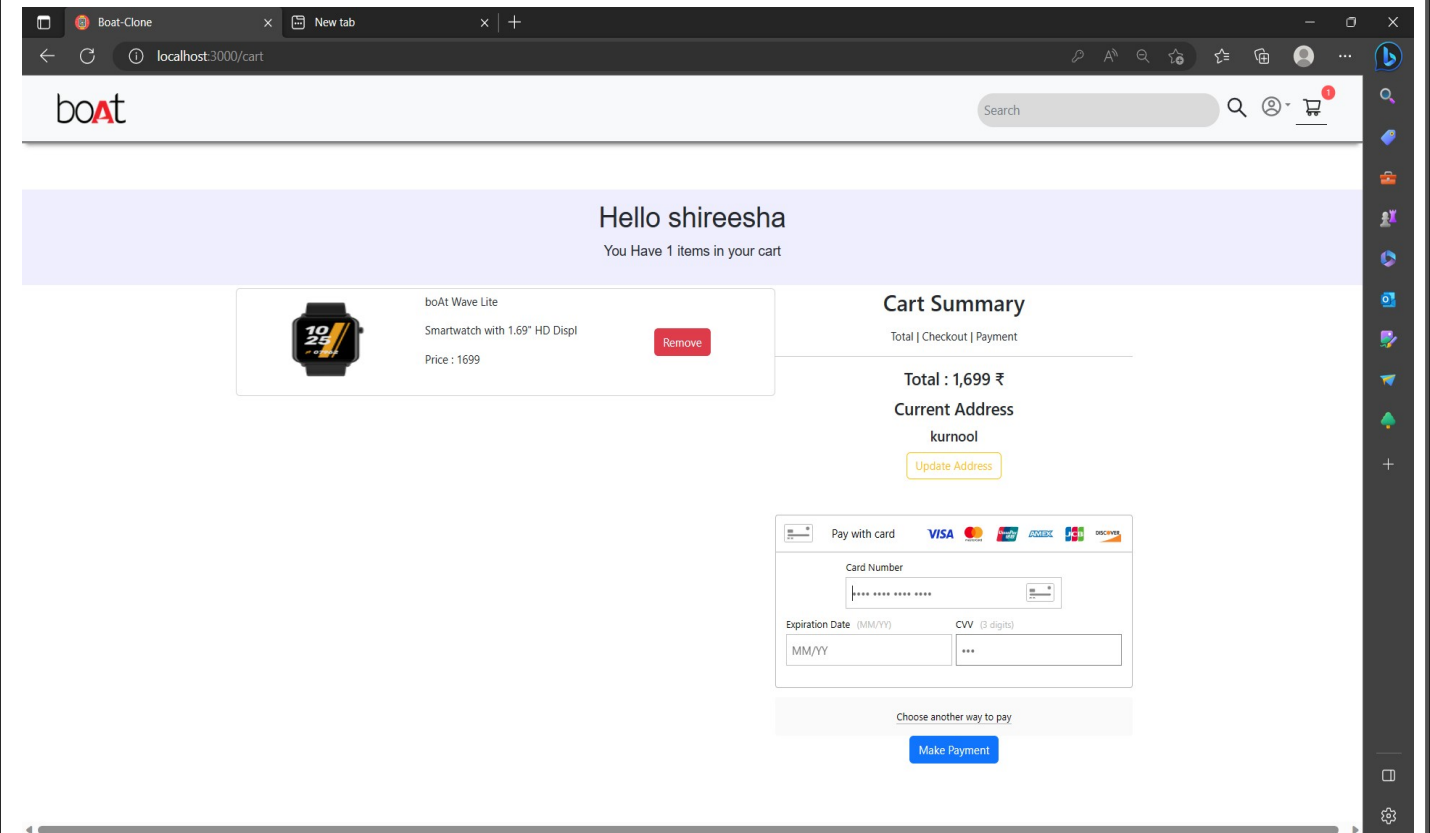 Boat-Clone
New tab
localhost:3000/cart
boAt
Search
1
Hello shireesha
You Have 1 items in your cart
boAt Wave Lite
Smartwatch with 1.69" HD Displ
Price : 1699
Remove
10
25
Cart Summary
Total | Checkout | Payment
Total : 1,699 ₹
Current Address
kurnool
Update Address
Pay with card
VISA
AMEX
JCB
DISCOVER
Card Number
•••• •••• •••• ••••
Expiration Date (MM/YY)
CVV (3 digits)
MM/YY
•••
Choose another way to pay
Make Payment